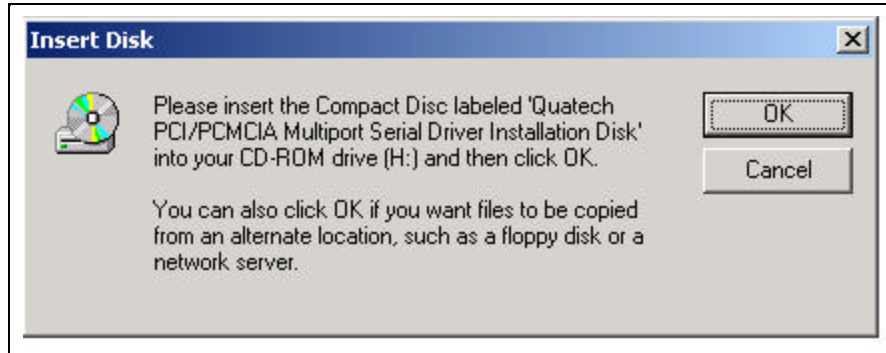 Insert Disk
Please insert the Compact Disc labeled 'Quatech
PCI/PCMCIA Multiport Serial Driver Installation Disk'
into your CD-ROM drive (H:) and then click OK.
You can also click OK if you want files to be copied
from an alternate location, such as a floppy disk or a
network server.
OK
Cancel